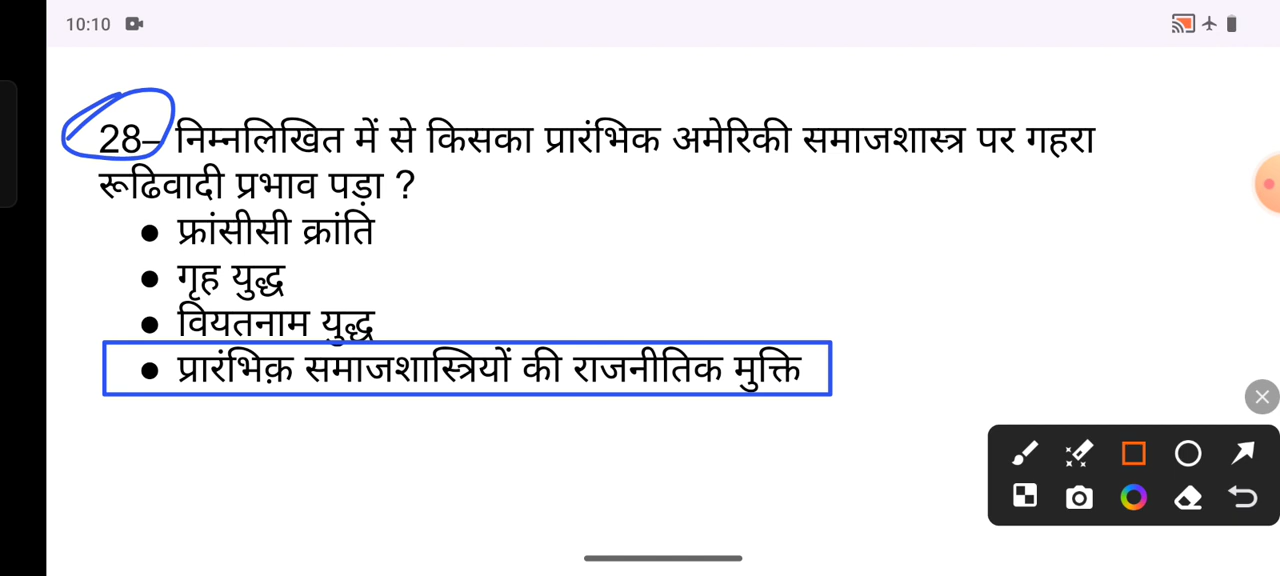 10:10
28– निम्नलिखित में से किसका प्रारंभिक अमेरिकी समाजशास्त्र पर गहरा
रूढिवादी प्रभाव पड़ा ?
● फ्रांसीसी क्रांति
● गृह युद्ध
● वियतनाम युद्ध
● प्रारंभिक़ समाजशास्त्रियों की राजनीतिक मुक्ति